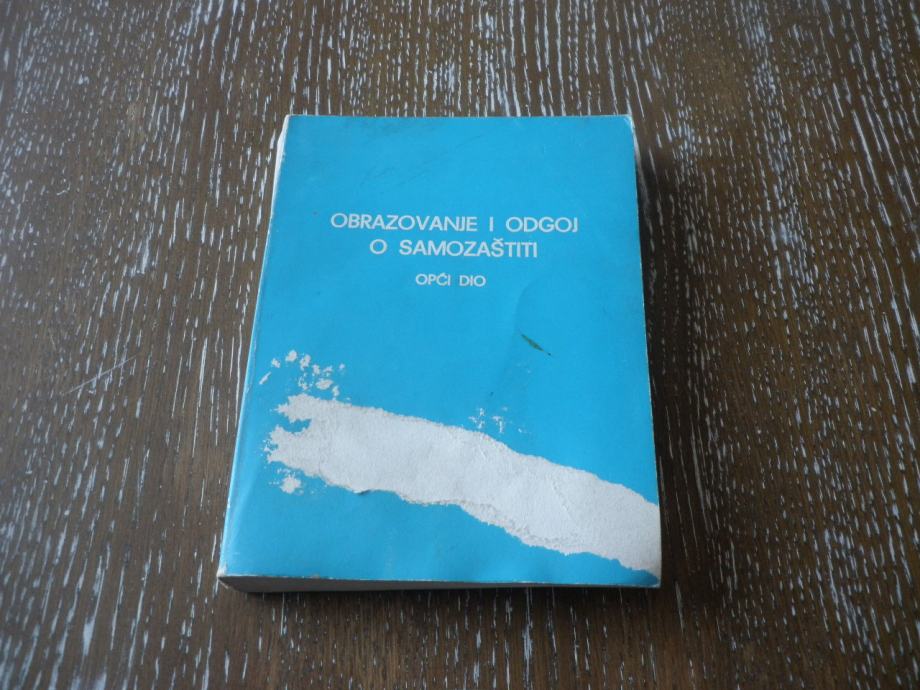 OBRAZOVANJE I ODGOJ
O SAMOZAŠTITI
OPĆI DIO